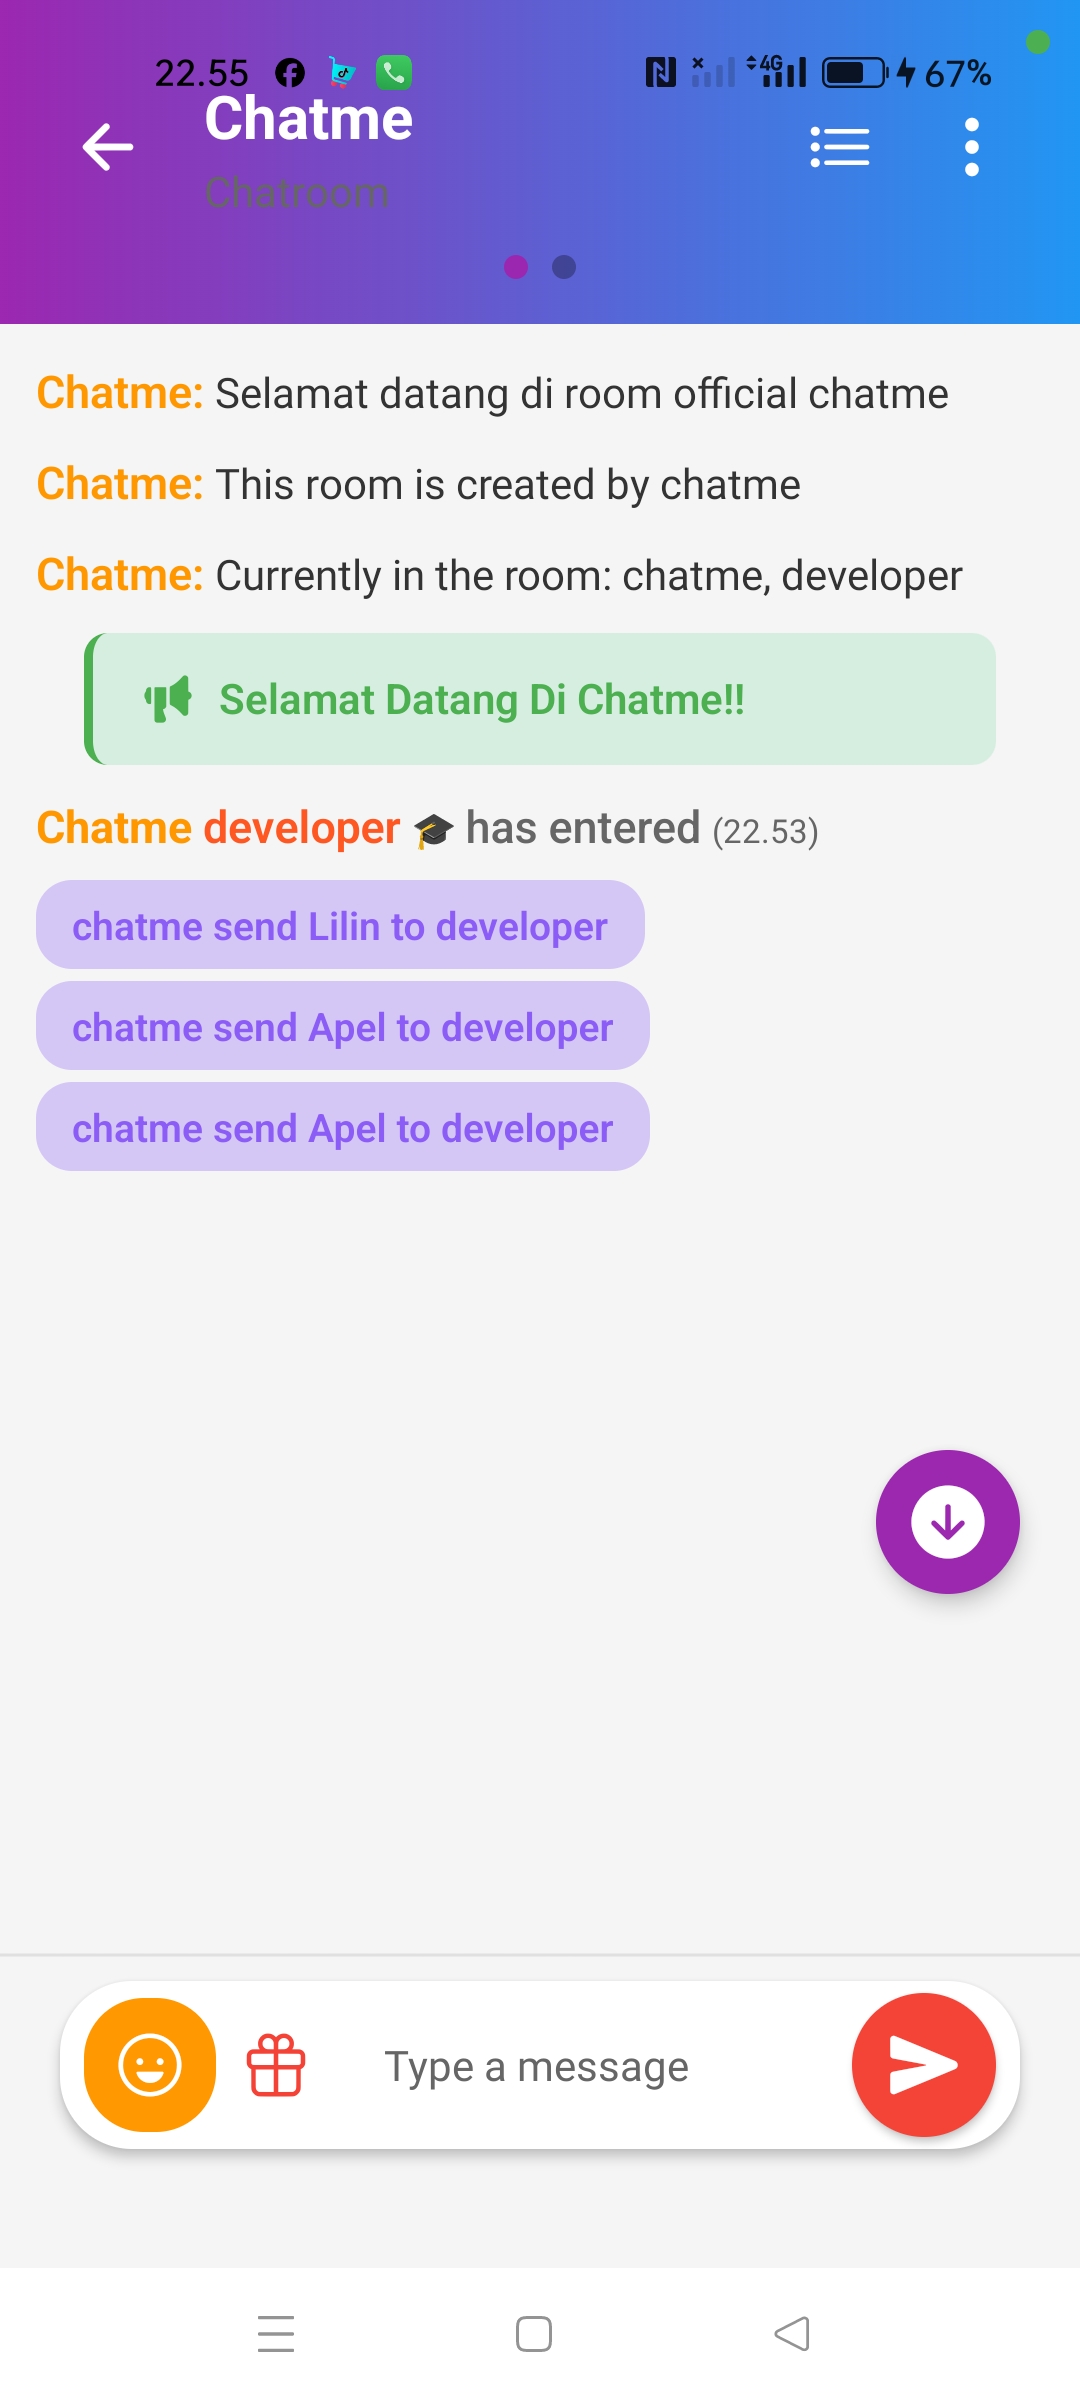 22.55
4G
67%
Chatme
Chatroom
Chatme: Selamat datang di room official chatme
Chatme: This room is created by chatme
Chatme: Currently in the room: chatme, developer
Selamat Datang Di Chatme!!
Chatme developer 🎓 has entered (22.53)
chatme send Lilin to developer
chatme send Apel to developer
chatme send Apel to developer
Type a message